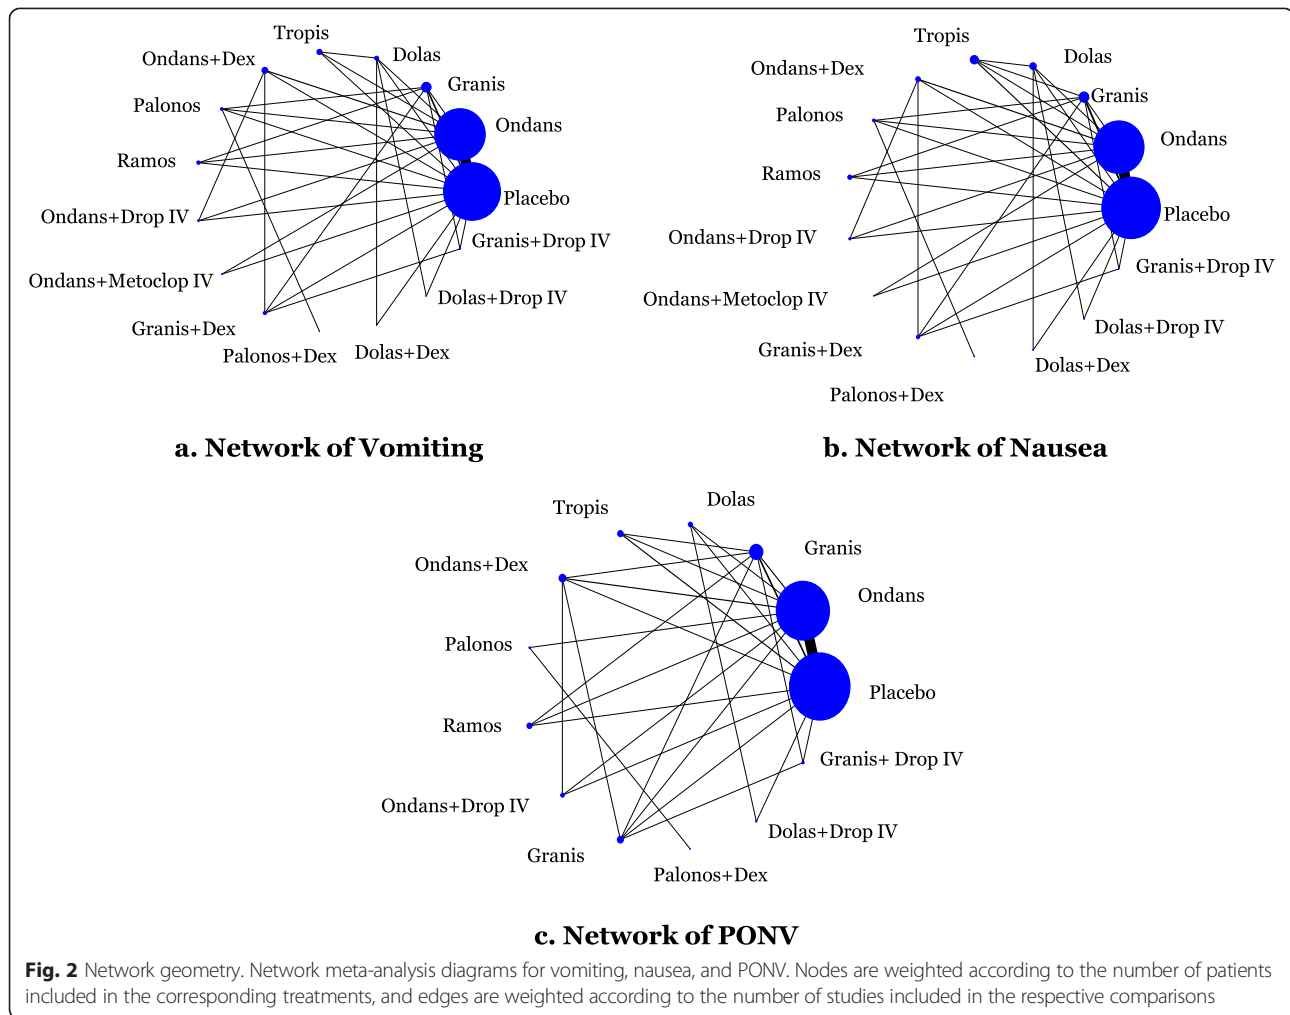 Tropis
Dolas
Ondans+Dex
Granis
Palonos
Ondans
Ramos
Placebo
Ondans+Drop IV
Granis+Drop IV
Ondans+Metoclop IV
Dolas+Drop IV
Granis+Dex
Palonos+Dex
Dolas+Dex
a. Network of Vomiting
Tropis
Dolas
Ondans+Dex
Granis
Palonos
Ondans
Ramos
Placebo
Ondans+Drop IV
Granis+Drop IV
Ondans+Metoclop IV
Dolas+Drop IV
Granis+Dex
Dolas+Dex
Palonos+Dex
b. Network of Nausea
Dolas
Tropis
Granis
Ondans+Dex
Ondans
Palonos
Placebo
Ramos
Granis+ Drop IV
Ondans+Drop IV
Dolas+Drop IV
Granis
Palonos+Dex
c. Network of PONV
Fig. 2 Network geometry. Network meta-analysis diagrams for vomiting, nausea, and PONV. Nodes are weighted according to the number of patients
included in the corresponding treatments, and edges are weighted according to the number of studies included in the respective comparisons